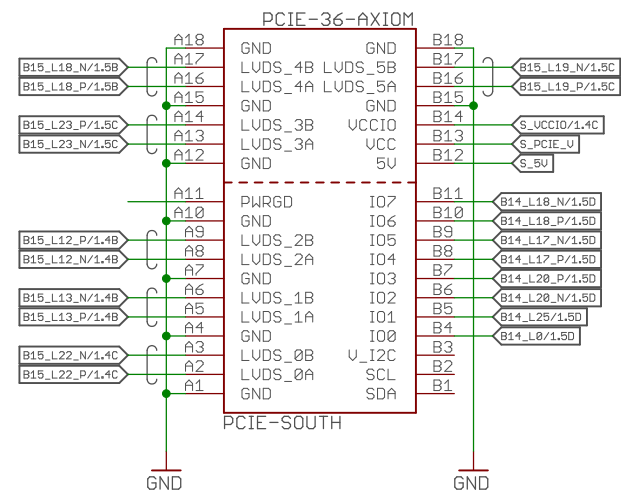 PCIE-36-AXIOM
A18 GND GND B18
B15_L18_N/1.5B A17 LVDS_4B LVDS_5B B17 B15_L19_N/1.5C
B15_L18_P/1.5B A16 LVDS_4A LVDS_5A B16 B15_L19_P/1.5C
A15 GND GND B15
B15_L23_P/1.5C A14 LVDS_3B VCCIO B14 S_VCCIO/1.4C
B15_L23_N/1.5C A13 LVDS_3A VCC B13 S_PCIE_V
A12 GND 5V B12 S_5V
A11 PWRGD IO7 B11 B14_L18_N/1.5D
A10 GND IO6 B10 B14_L18_P/1.5D
B15_L12_P/1.4B A9 LVDS_2B IO5 B9 B14_L17_N/1.5D
B15_L12_N/1.4B A8 LVDS_2A IO4 B8 B14_L17_P/1.5D
A7 GND IO3 B7 B14_L20_P/1.5D
B15_L13_N/1.4B A6 LVDS_1B IO2 B6 B14_L20_N/1.5D
B15_L13_P/1.4B A5 LVDS_1A IO1 B5 B14_L25/1.5D
A4 GND IO0 B4 B14_L0/1.5D
B15_L22_N/1.4C A3 LVDS_0B V_I2C B3
B15_L22_P/1.4C A2 LVDS_0A SCL B2
A1 GND SDA B1
PCIE-SOUTH
GND GND